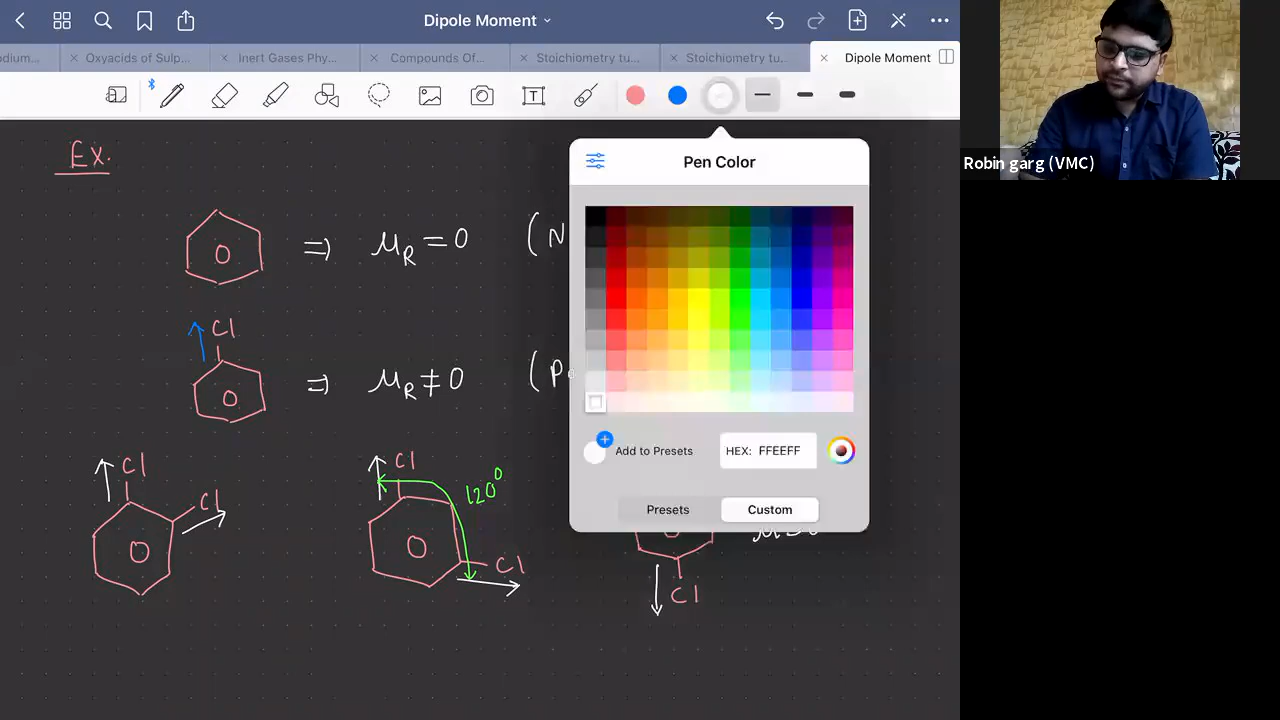 Dipole Moment
odium...
Oxyacids of Sulp...
Inert Gases Phy...
Compounds Of...
Stoichiometry tu...
Stoichiometry tu...
Dipole Moment
T
Robin garg (VMC)
Ex.
Pen Color
⇒ μR = 0 (N
Cl
⇒ μR ≠ 0 (P
Add to Presets
HEX: FFEEFF
Presets
Custom
Cl
Cl
Cl
120°
Cl
Cl